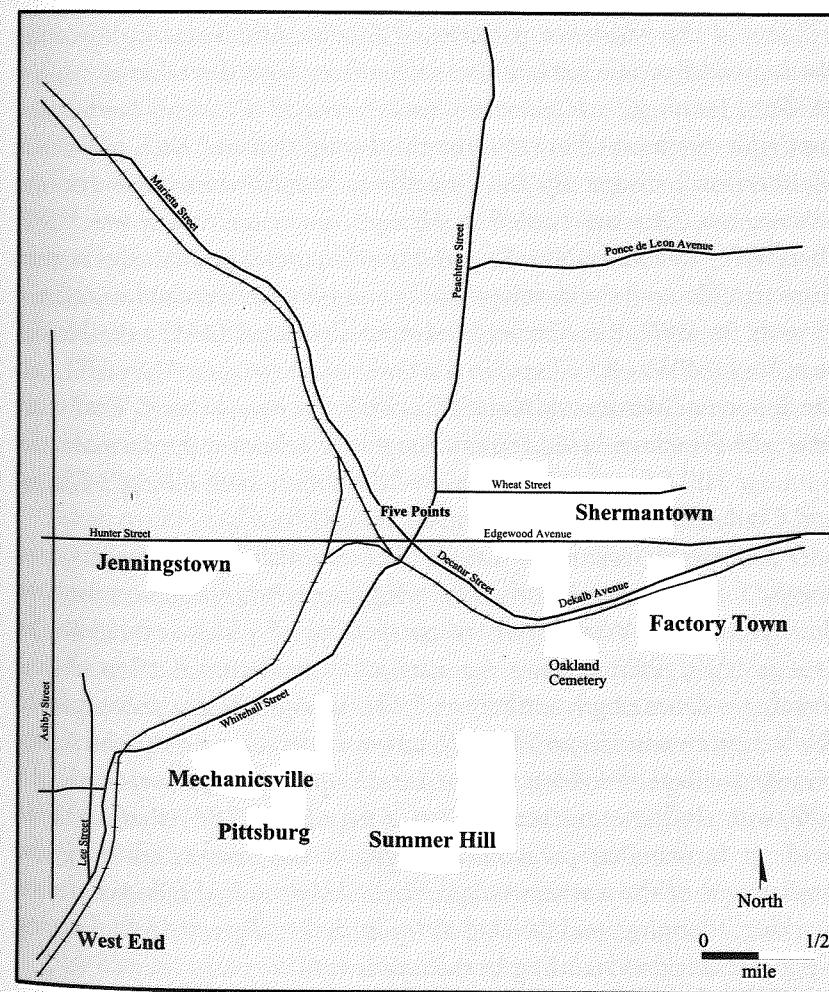 Marietta Street
Peachtree Street
Ponce de Leon Avenue
Wheat Street
Five Points
Shermantown
Hunter Street
Edgewood Avenue
Jenningstown
Decatur Street
Dekalb Avenue
Factory Town
Oakland
Cemetery
Ashby Street
Whitehall Street
Mechanicsville
Lee Street
Pittsburg
Summer Hill
North
West End
0 1/2
mile